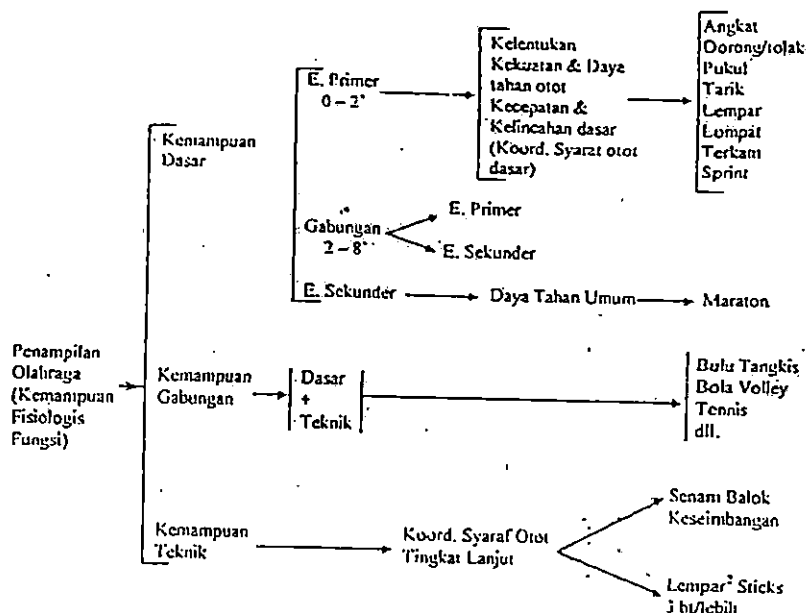 Penampilan
Olahraga
(Kemampuan
Fisiologis
Fungsi)
Kemampuan
Dasar
E. Primer
0 – 2'
Kelentukan
Kekuatan & Daya
tahan otot
Kecepatan &
Kelincahan dasar
(Koord. Syarat otot
dasar)
Angkat
Dorong/tolak
Pukul
Tarik
Lempar
Lompat
Terkam
Sprint
Gabungan
2 – 8'
E. Primer
E. Sekunder
E. Sekunder
Daya Tahan Umum
Maraton
Kemampuan
Gabungan
Dasar
+
Teknik
Bulu Tangkis
Bola Volley
Tennis
dll.
Kemampuan
Teknik
Koord. Syaraf Otot
Tingkat Lanjut
Senam Balok
Keseimbangan
Lempar² Sticks
3 bt/lebih